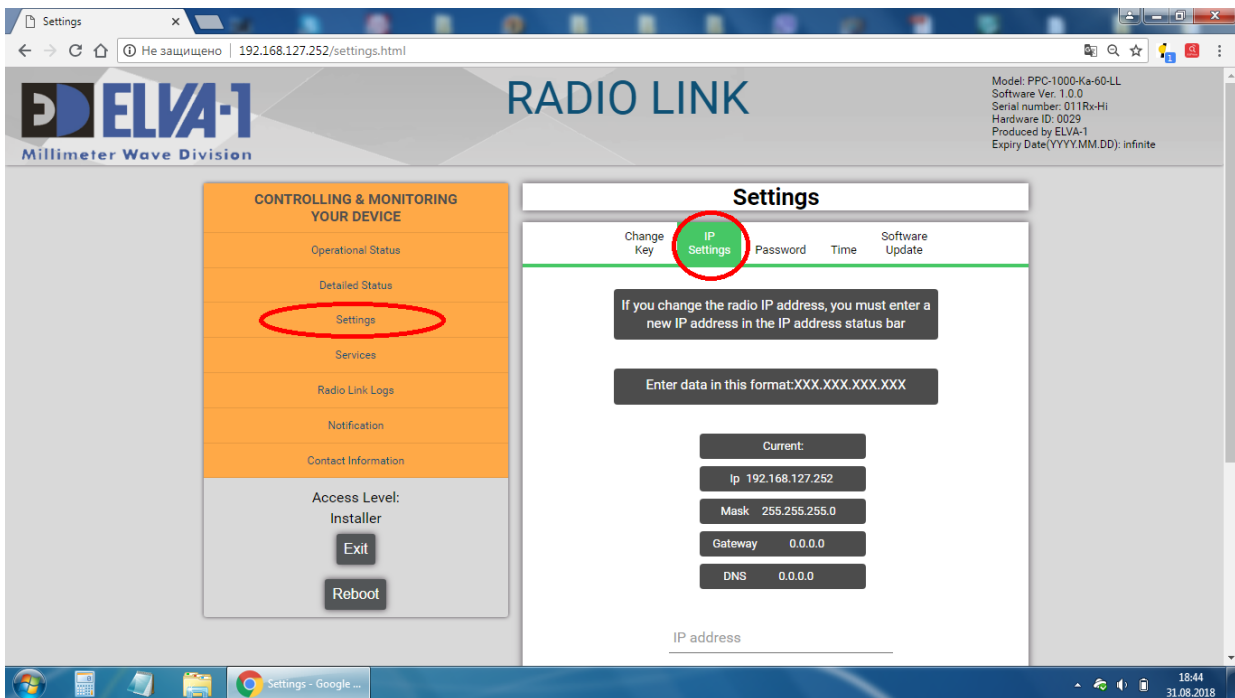 Settings
Не защищено
192.168.127.252/settings.html
ELVA-1
Millimeter Wave Division
RADIO LINK
Model: PPC-1000-Ka-60-LL
Software Ver. 1.0.0
Serial number: 011Rx-Hi
Hardware ID: 0029
Produced by ELVA-1
Expiry Date(YYYY.MM.DD): infinite
CONTROLLING & MONITORING
YOUR DEVICE
Operational Status
Detailed Status
Settings
Services
Radio Link Logs
Notification
Contact Information
Access Level:
Installer
Exit
Reboot
Settings
Change
Key
IP
Settings
Password
Time
Software
Update
If you change the radio IP address, you must enter a
new IP address in the IP address status bar
Enter data in this format:XXX.XXX.XXX.XXX
Current:
Ip 192.168.127.252
Mask 255.255.255.0
Gateway 0.0.0.0
DNS 0.0.0.0
IP address
Settings - Google ...
18:44
31.08.2018
1